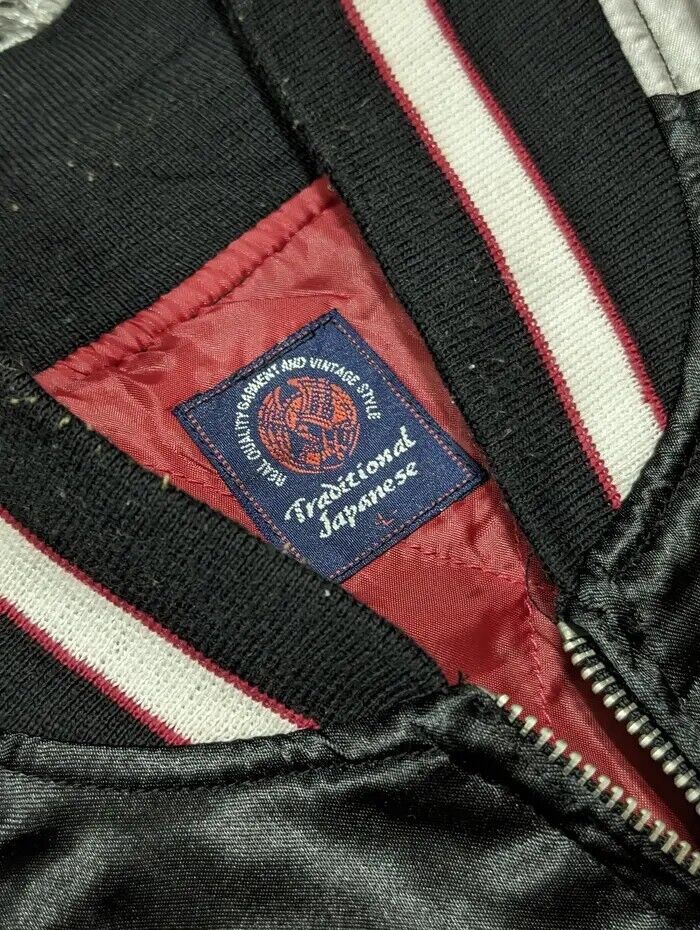 REAL QUALITY GARMENT AND VINTAGE STYLE
Traditional
Japanese
L